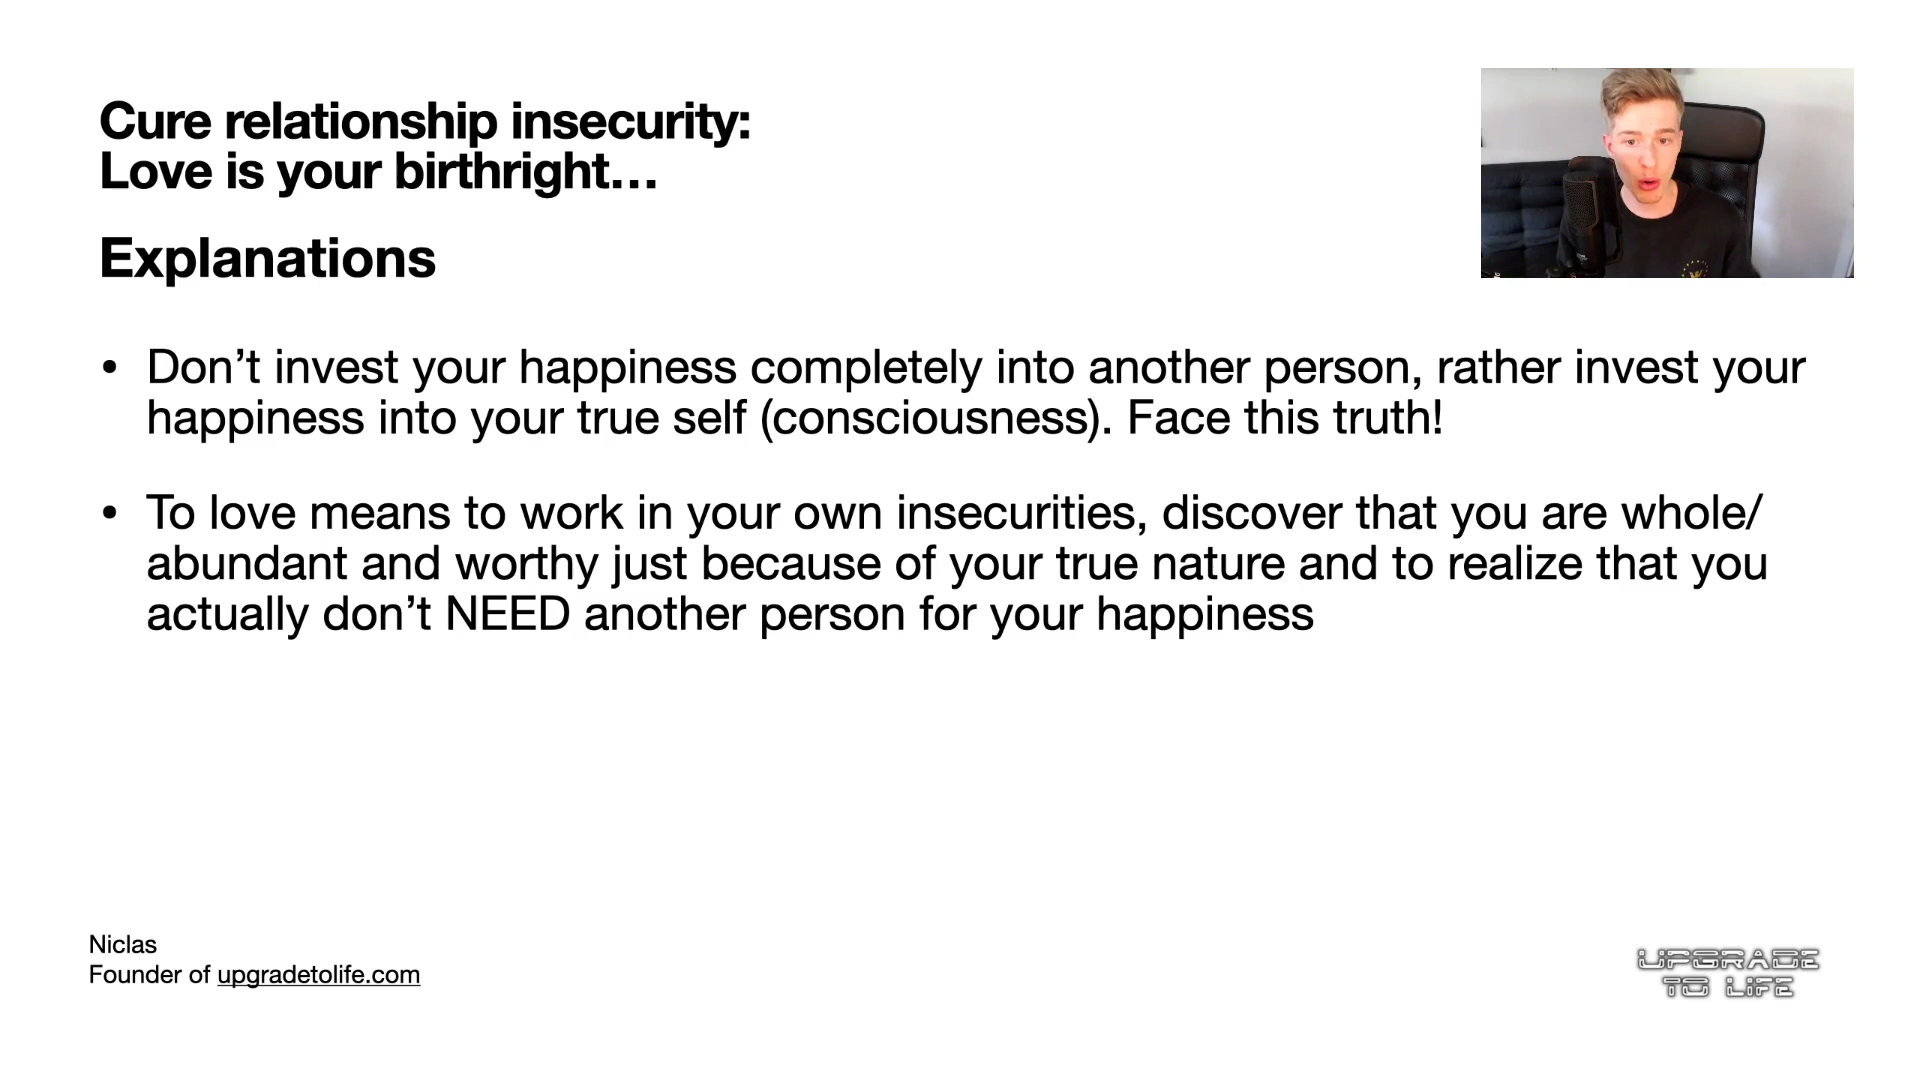 Cure relationship insecurity:
Love is your birthright…
Explanations
• Don’t invest your happiness completely into another person, rather invest your
happiness into your true self (consciousness). Face this truth!
• To love means to work in your own insecurities, discover that you are whole/
abundant and worthy just because of your true nature and to realize that you
actually don’t NEED another person for your happiness
Niclas
Founder of upgradetolife.com
UPGRADE
TO LIFE